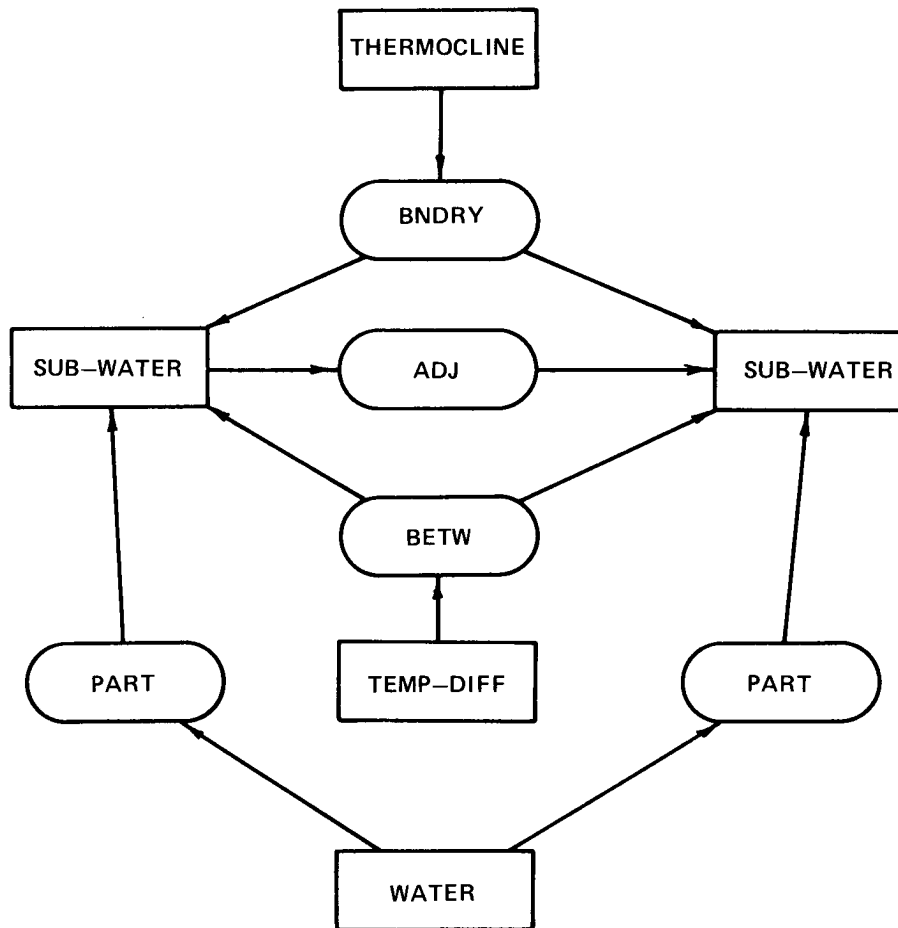 THERMOCLINE
BNDRY
SUB–WATER
ADJ
SUB–WATER
BETW
PART
TEMP–DIFF
PART
WATER